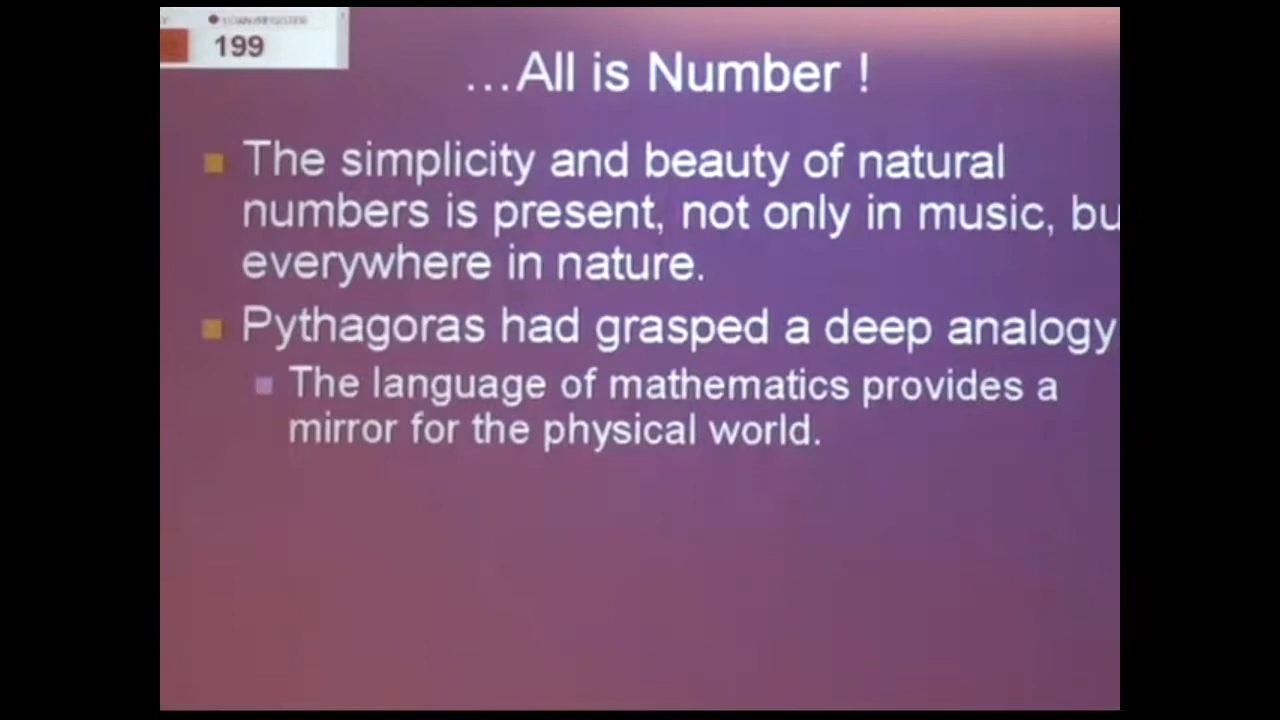 199
...All is Number !
The simplicity and beauty of natural
numbers is present, not only in music, bu
everywhere in nature.
Pythagoras had grasped a deep analogy
The language of mathematics provides a
mirror for the physical world.